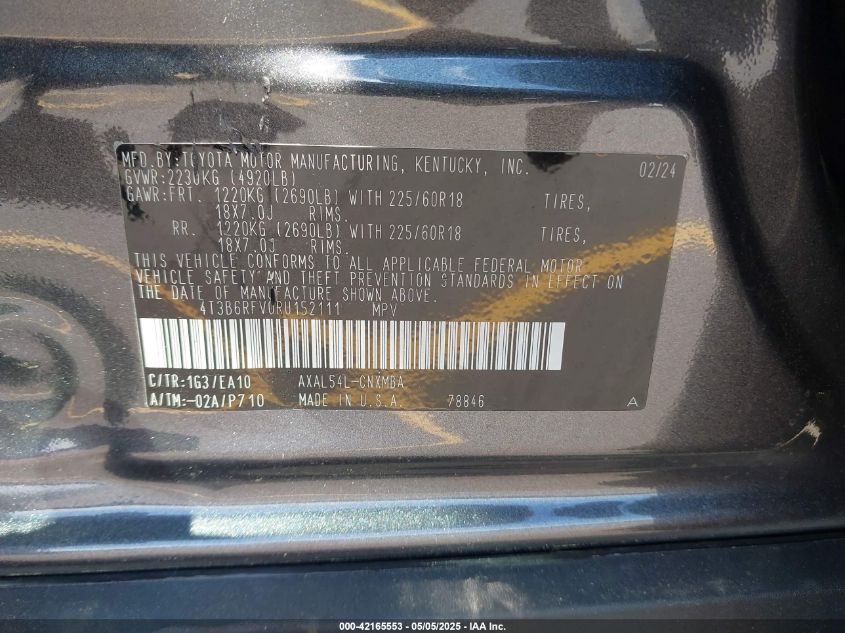 MFD. BY: TOYOTA MOTOR MANUFACTURING, KENTUCKY, INC. 02/24
GVWR: 2230KG (4920LB)
GAWR: FRT. 1220KG (2690LB) WITH 225/60R18 TIRES,
18X7.0J RIMS.
RR. 1220KG (2690LB) WITH 225/60R18 TIRES,
18X7.0J RIMS.
THIS VEHICLE CONFORMS TO ALL APPLICABLE FEDERAL MOTOR
VEHICLE SAFETY AND THEFT PREVENTION STANDARDS IN EFFECT ON
THE DATE OF MANUFACTURE SHOWN ABOVE.
4T3B6RFV0RU152111 MPV
C/TR: 1G3/EA10 AXAL54L-CNXMBA
A/TM: -02A/P710 MADE IN U.S.A. 78846 A
000-42165553 - 05/05/2025 - IAA Inc.